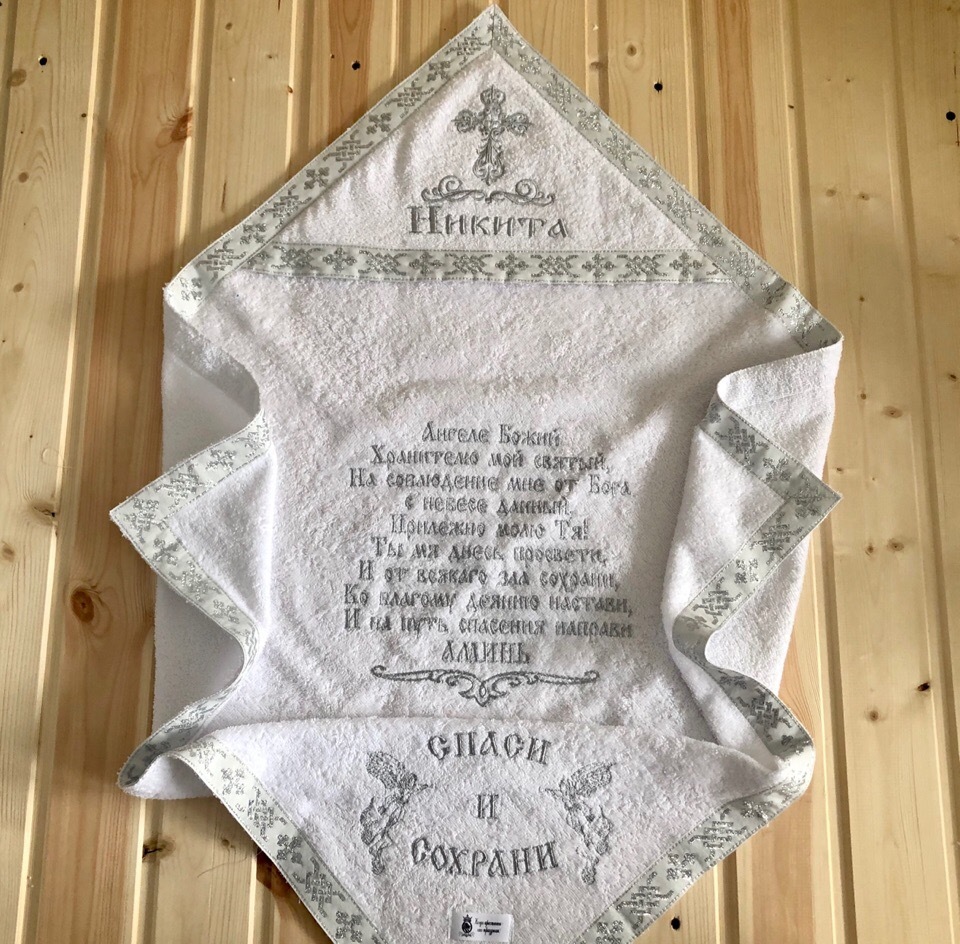 Никита
Ангеле Божий
Хранителю мой святый,
На соблюдение мне от Бога
с небесе данный.
Прилежно молю Тя!
Ты мя днесь просвети,
И от всякаго зла сохрани,
Ко благому деянию настави,
И на путь спасения направи
АМИНЬ
СПАСИ
И
СОХРАНИ